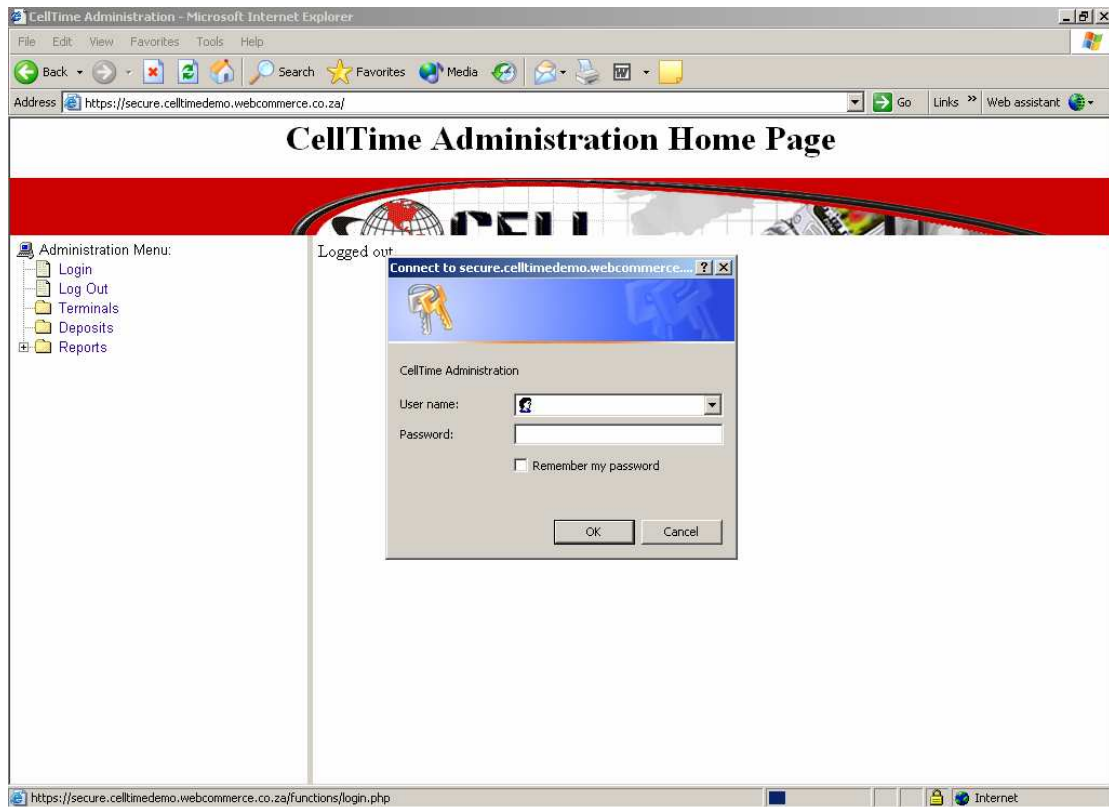 CellTime Administration - Microsoft Internet Explorer
File Edit View Favorites Tools Help
Back Search Favorites Media
Address https://secure.celltimedemo.webcommerce.co.za/ Go Links » Web assistant
CellTime Administration Home Page
CELL
Administration Menu:
Login
Log Out
Terminals
Deposits
Reports
Logged out
Connect to secure.celltimedemo.webcommerce....
CellTime Administration
User name:
Password:
Remember my password
OK Cancel
https://secure.celltimedemo.webcommerce.co.za/functions/login.php Internet